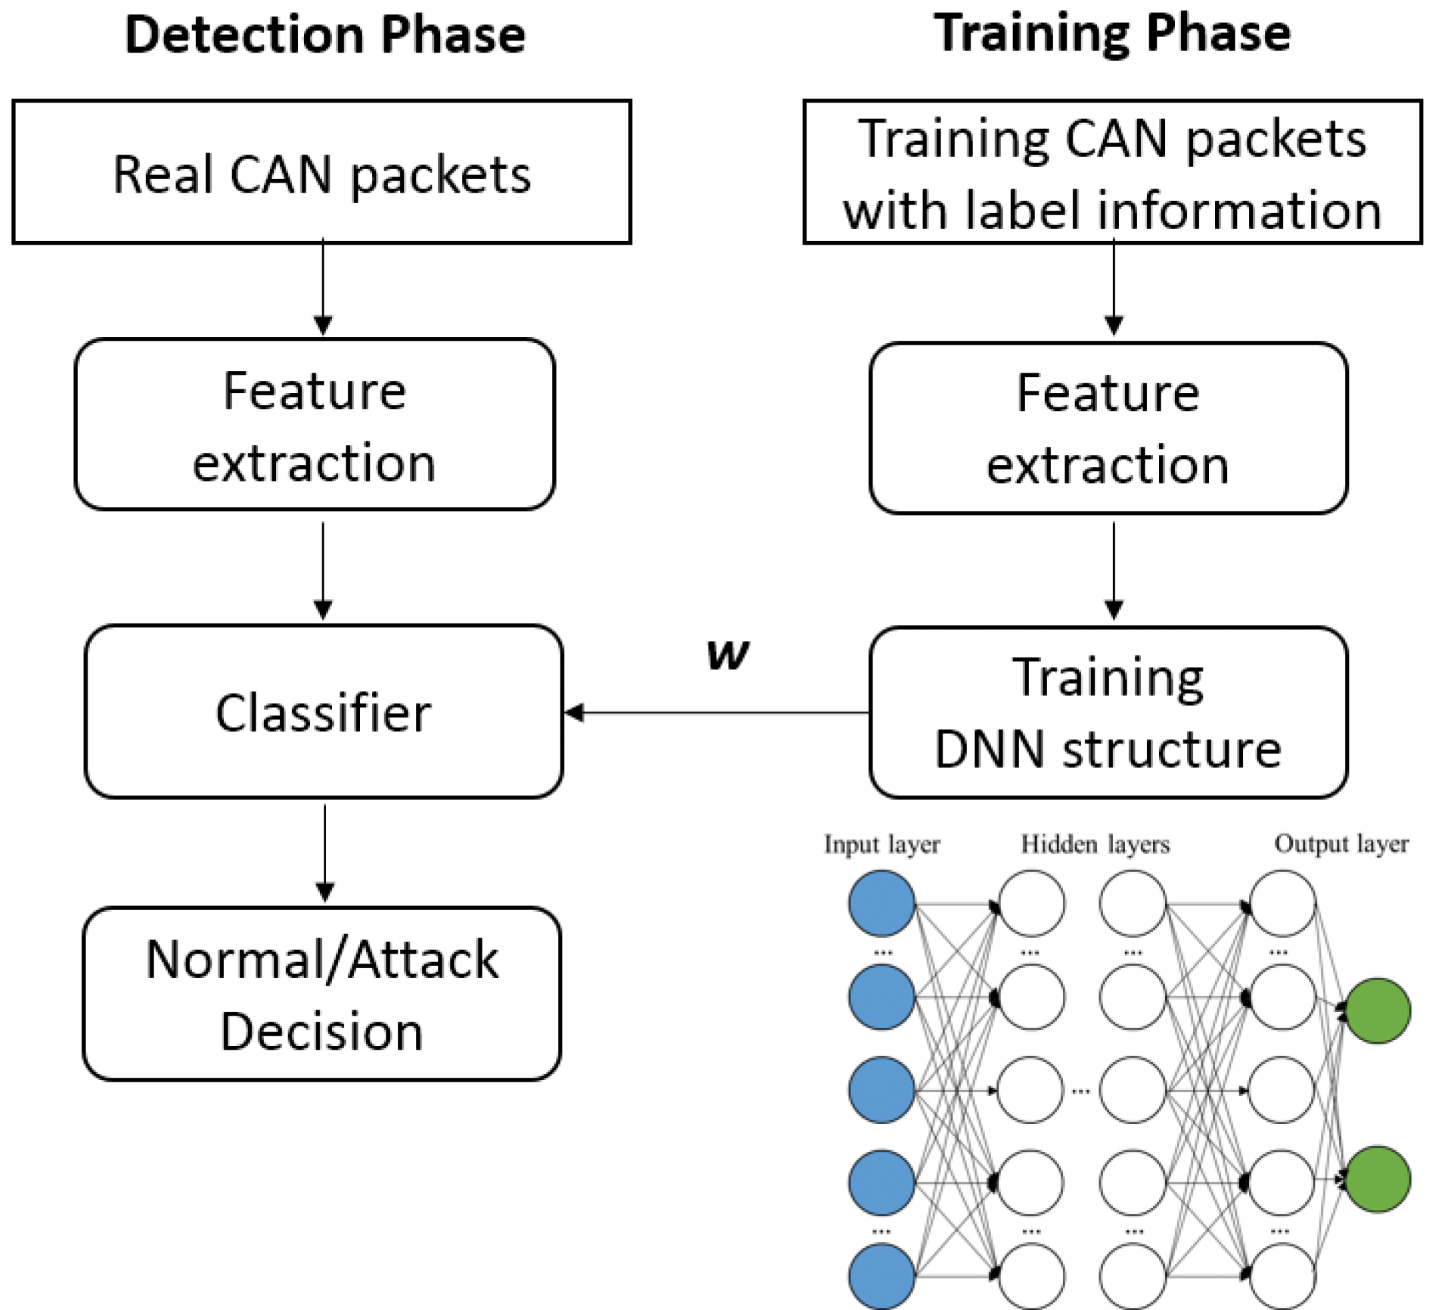 Detection Phase
Training Phase
Real CAN packets
Training CAN packets
with label information
Feature
extraction
Feature
extraction
Classifier
w
Training
DNN structure
Normal/Attack
Decision
Input layer
Hidden layers
Output layer
...
...
...
...
...
...
...
...
...